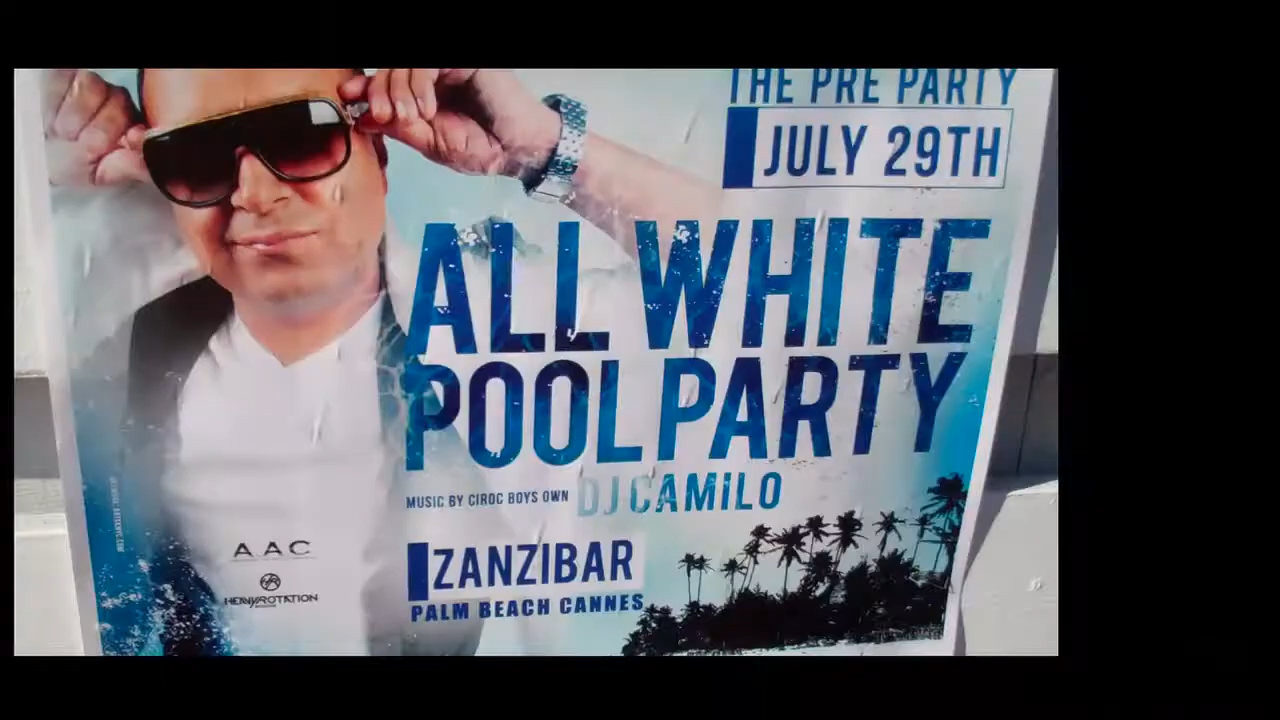 THE PRE PARTY
JULY 29TH
ALL WHITE
POOL PARTY
MUSIC BY CIROC BOYS OWN DJ CAMILO
A.A.C
HEAVYROTATION
ZANZIBAR
PALM BEACH CANNES